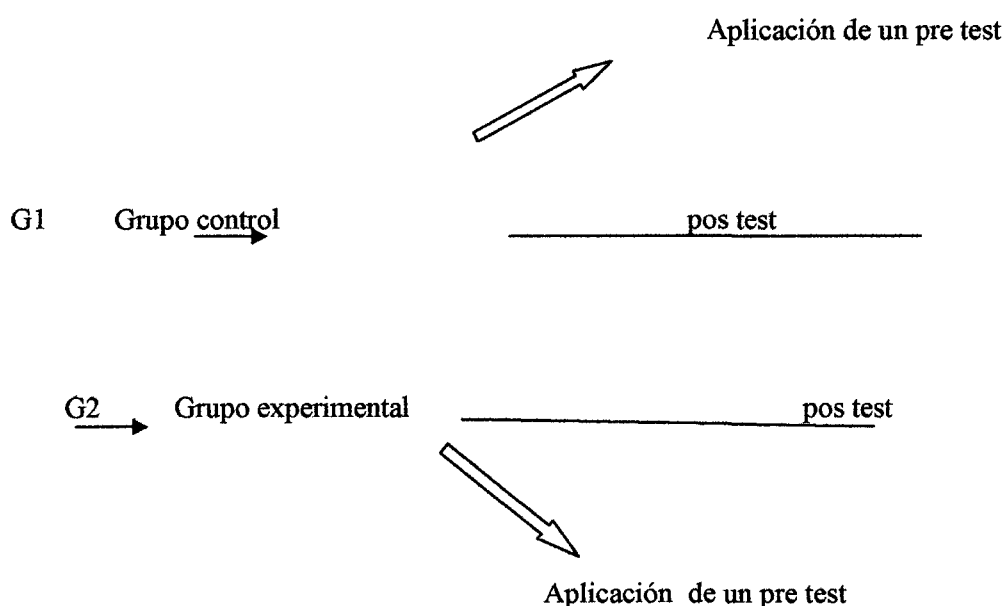 Aplicación de un pre test
G1 Grupo control pos test
G2 Grupo experimental pos test
Aplicación de un pre test